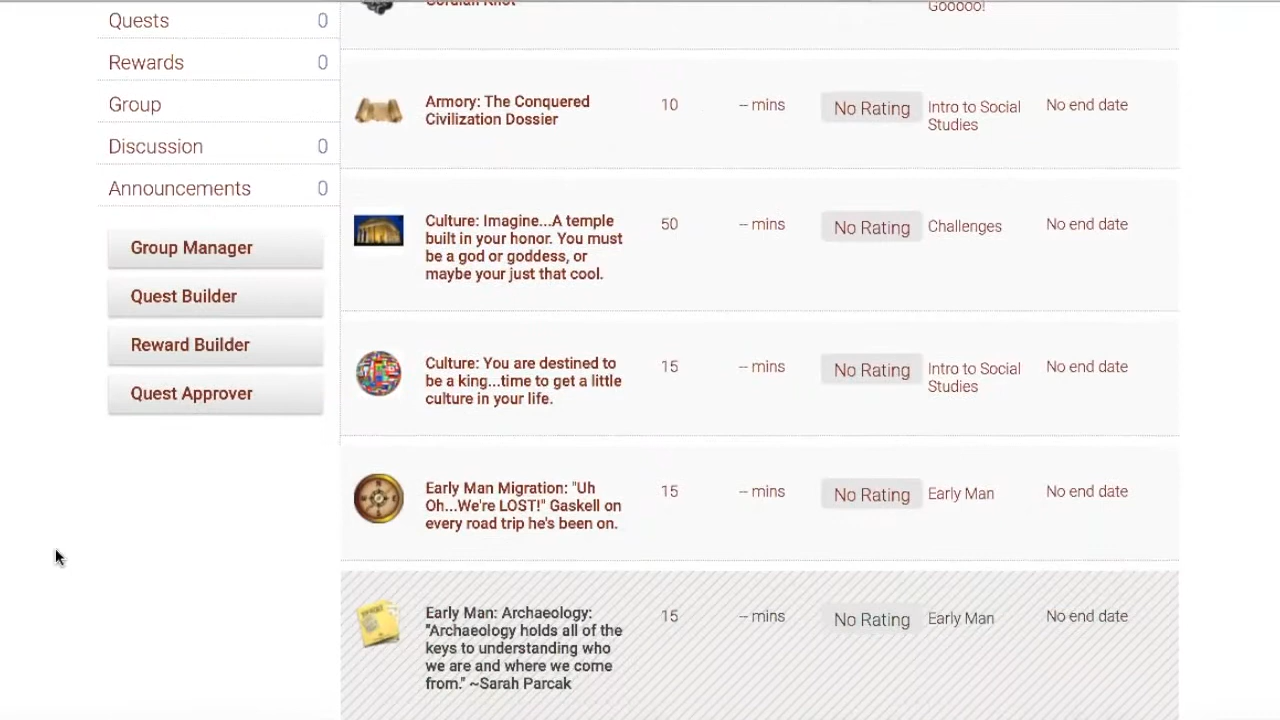 Quests 0
Rewards 0
Group
Discussion 0
Announcements 0
Group Manager
Quest Builder
Reward Builder
Quest Approver
Gooooo!
Armory: The Conquered
Civilization Dossier
10
-- mins
No Rating
Intro to Social
Studies
No end date
Culture: Imagine...A temple
built in your honor. You must
be a god or goddess, or
maybe your just that cool.
50
-- mins
No Rating
Challenges
No end date
Culture: You are destined to
be a king...time to get a little
culture in your life.
15
-- mins
No Rating
Intro to Social
Studies
No end date
Early Man Migration: "Uh
Oh...We're LOST!" Gaskell on
every road trip he's been on.
15
-- mins
No Rating
Early Man
No end date
Early Man: Archaeology:
"Archaeology holds all of the
keys to understanding who
we are and where we come
from." ~Sarah Parcak
15
-- mins
No Rating
Early Man
No end date